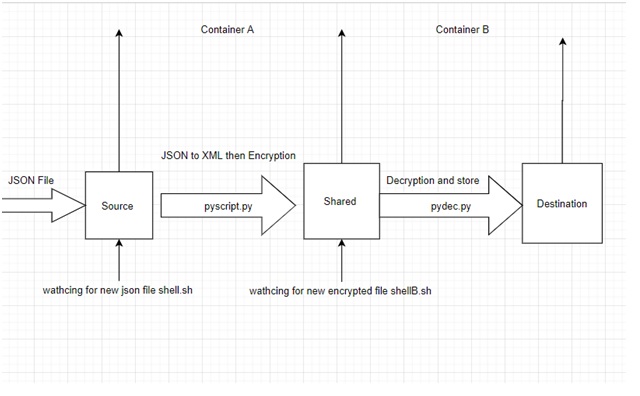 Container A
Container B
JSON to XML then Encryption
JSON File
Decryption and store
Source
pyscript.py
Shared
pydec.py
Destination
wathcing for new json file shell.sh
wathcing for new encrypted file shellB.sh